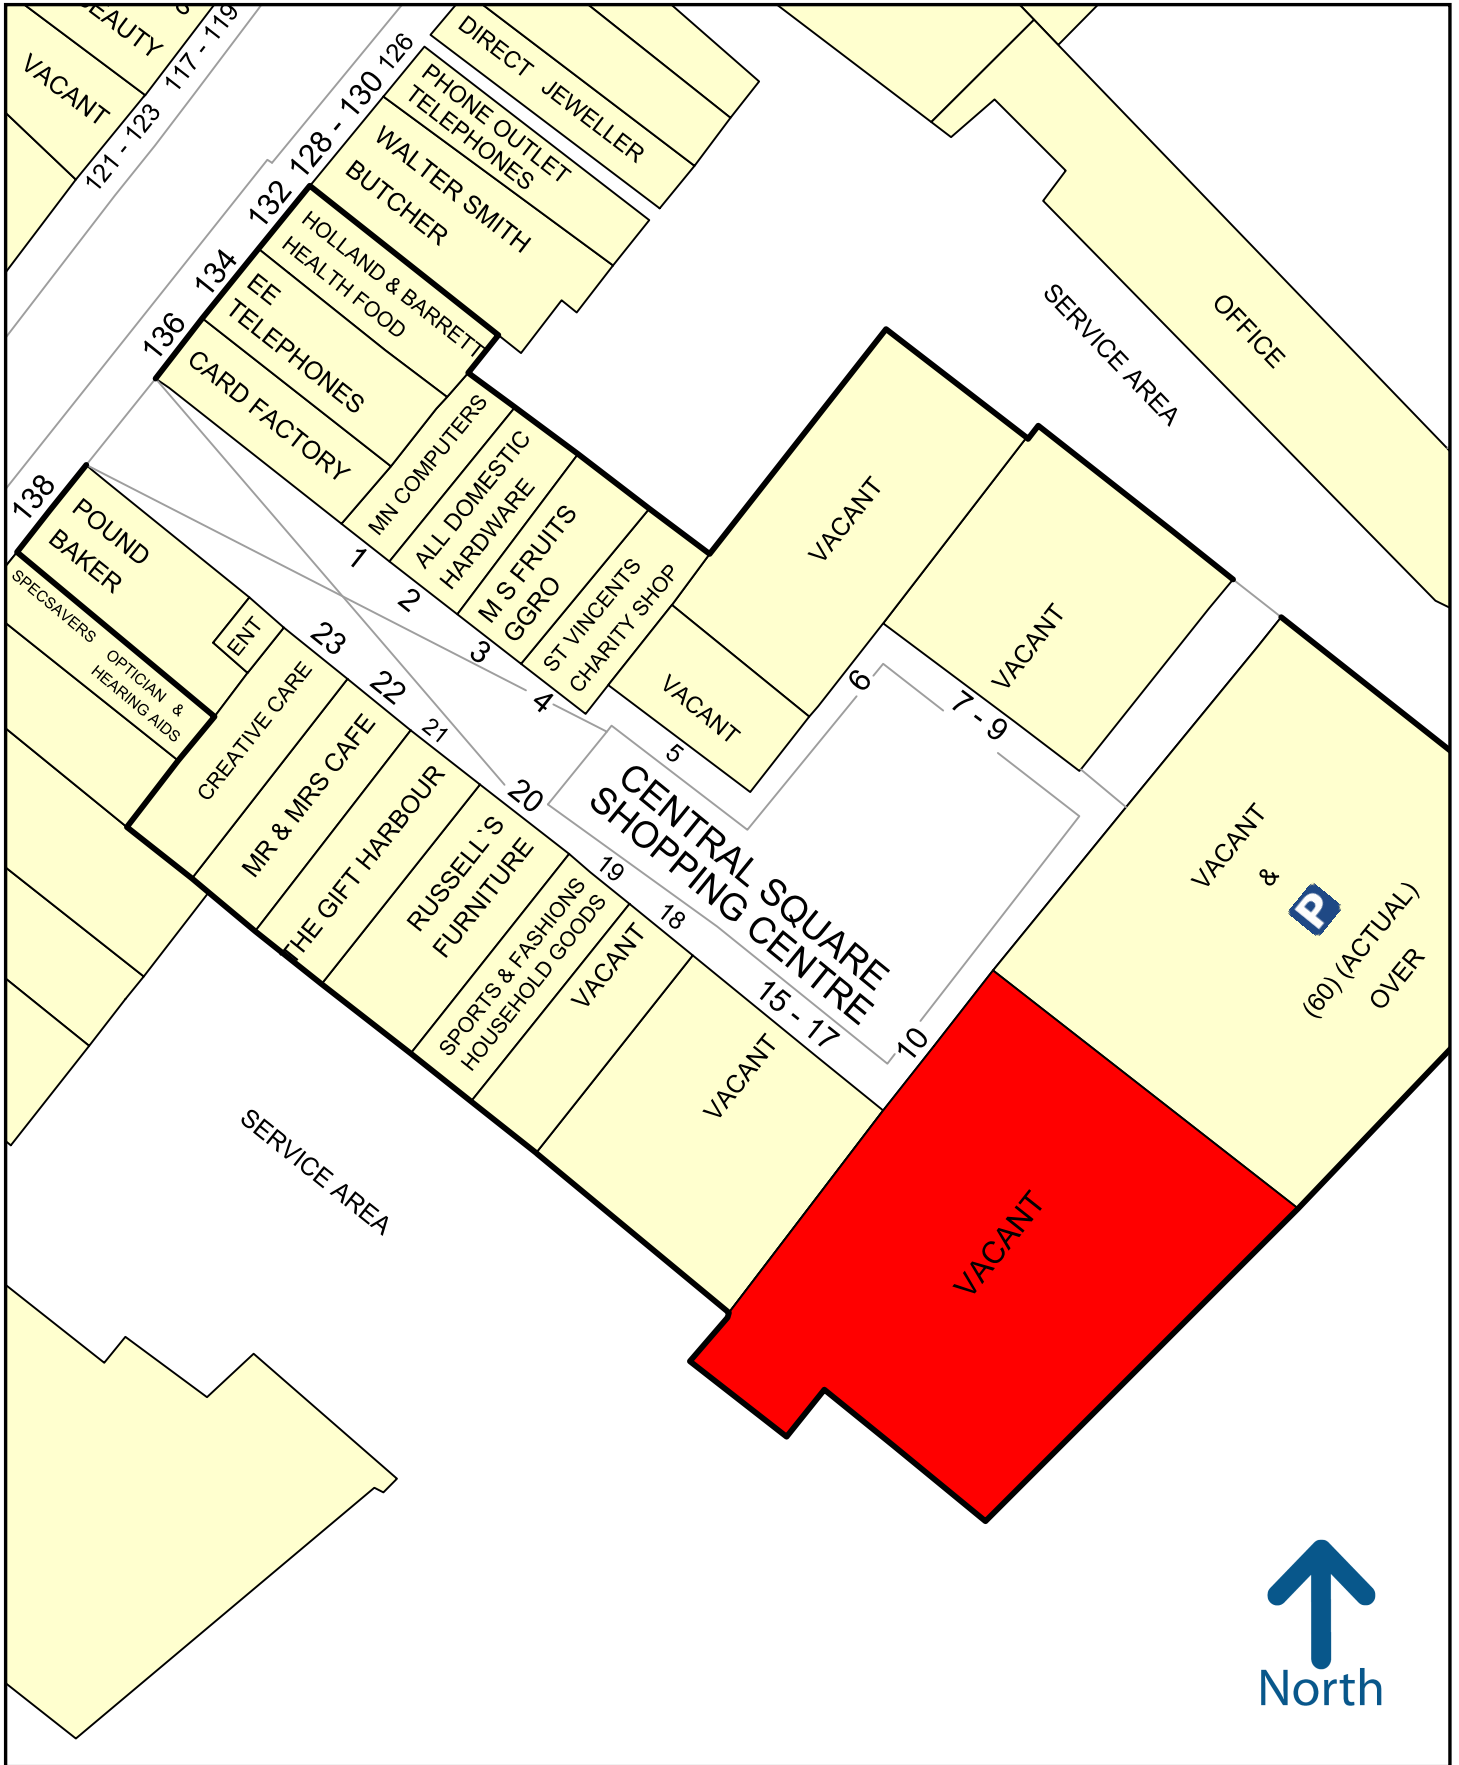 EAUTY
VACANT
117 - 119
121 - 123
126
128 - 130
132
134
136
138
DIRECT JEWELLER
PHONE OUTLET
TELEPHONES
WALTER SMITH
BUTCHER
HOLLAND & BARRETT
HEALTH FOOD
EE
TELEPHONES
CARD FACTORY
MN COMPUTERS
ALL DOMESTIC
HARDWARE
M S FRUITS
GGRO
ST VINCENTS
CHARITY SHOP
VACANT
VACANT
VACANT
SERVICE AREA
OFFICE
POUND
BAKER
ENT
SPECSAVERS OPTICIAN &
HEARING AIDS
1
2
3
4
5
6
7 - 9
10
23
22
21
20
19
18
15 - 17
CREATIVE CARE
MR & MRS CAFE
THE GIFT HARBOUR
RUSSELL`S
FURNITURE
SPORTS & FASHIONS
HOUSEHOLD GOODS
VACANT
VACANT
CENTRAL SQUARE
SHOPPING CENTRE
VACANT
&
P
(60) (ACTUAL)
OVER
VACANT
SERVICE AREA
North